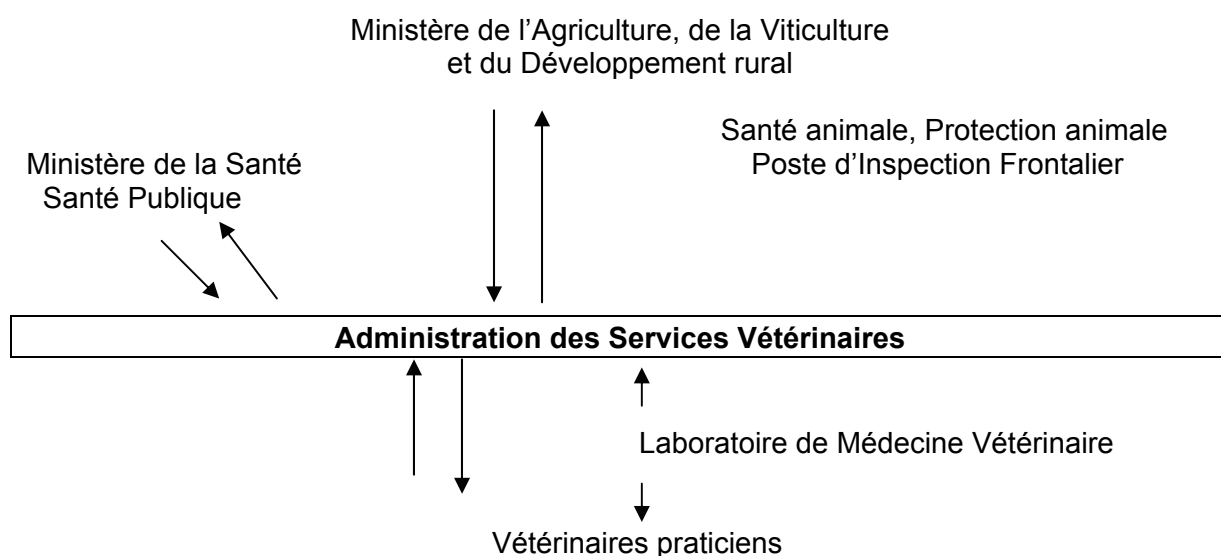 Ministère de l’Agriculture, de la Viticulture
et du Développement rural
Santé animale, Protection animale
Poste d’Inspection Frontalier
Ministère de la Santé
Santé Publique
Administration des Services Vétérinaires
Laboratoire de Médecine Vétérinaire
Vétérinaires praticiens